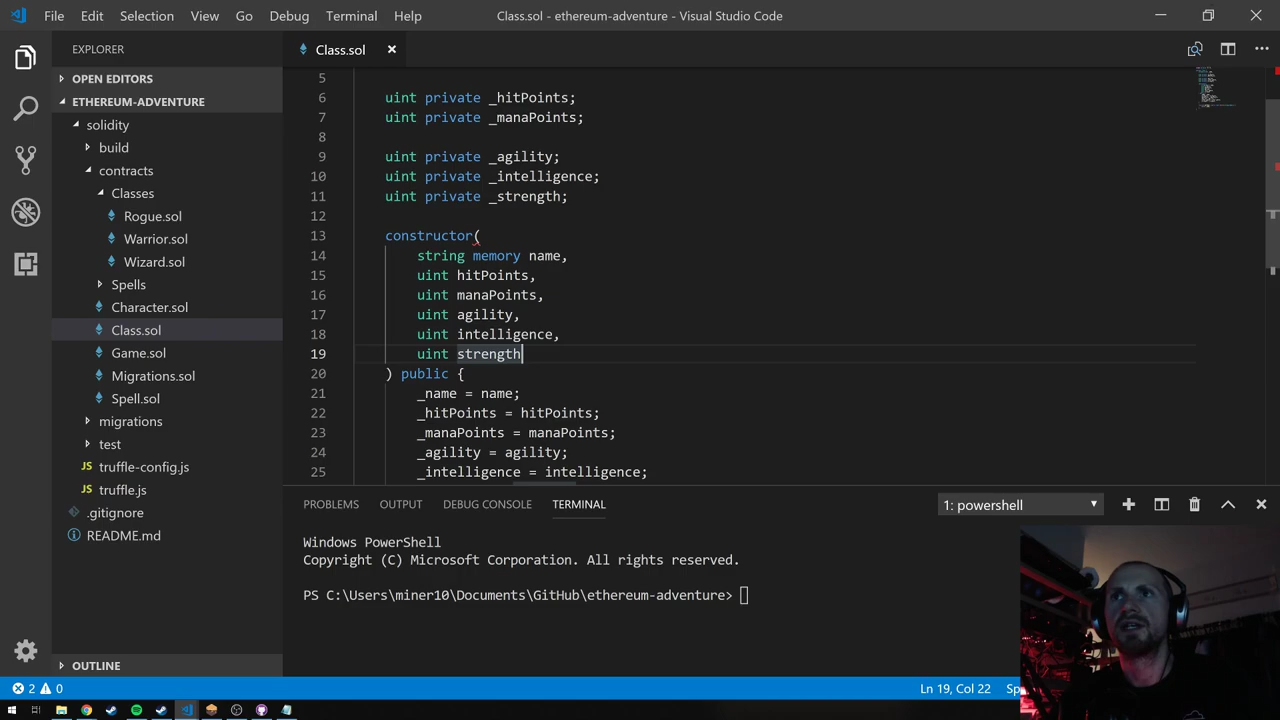 File Edit Selection View Go Debug Terminal Help
Class.sol - ethereum-adventure - Visual Studio Code
EXPLORER
OPEN EDITORS
ETHEREUM-ADVENTURE
solidity
build
contracts
Classes
Rogue.sol
Warrior.sol
Wizard.sol
Spells
Character.sol
Class.sol
Game.sol
Migrations.sol
Spell.sol
migrations
test
JS truffle-config.js
JS truffle.js
.gitignore
README.md
OUTLINE
Class.sol
5
6 uint private _hitPoints;
7 uint private _manaPoints;
8
9 uint private _agility;
10 uint private _intelligence;
11 uint private _strength;
12
13 constructor(
14 string memory name,
15 uint hitPoints,
16 uint manaPoints,
17 uint agility,
18 uint intelligence,
19 uint strength
20 ) public {
21 _name = name;
22 _hitPoints = hitPoints;
23 _manaPoints = manaPoints;
24 _agility = agility;
25 _intelligence = intelligence;
PROBLEMS OUTPUT DEBUG CONSOLE TERMINAL 1: powershell
Windows PowerShell
Copyright (C) Microsoft Corporation. All rights reserved.
PS C:\Users\miner10\Documents\GitHub\ethereum-adventure>
2 0 Ln 19, Col 22